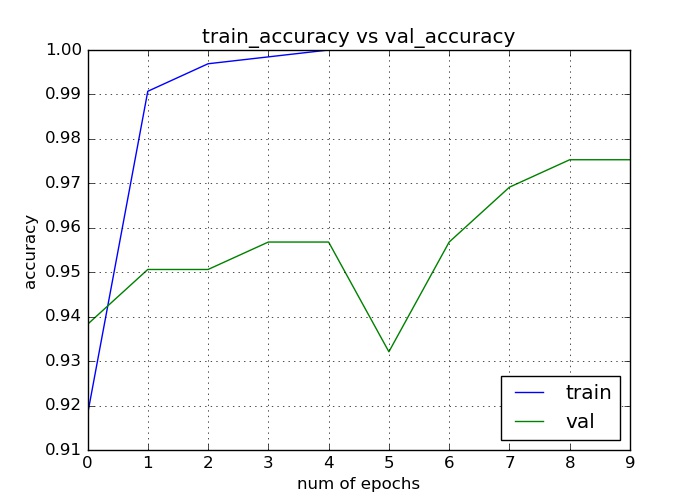 train_accuracy vs val_accuracy
1.00
0.99
0.98
0.97
0.96
0.95
0.94
0.93
0.92
0.91
accuracy
train
val
0 1 2 3 4 5 6 7 8 9
num of epochs